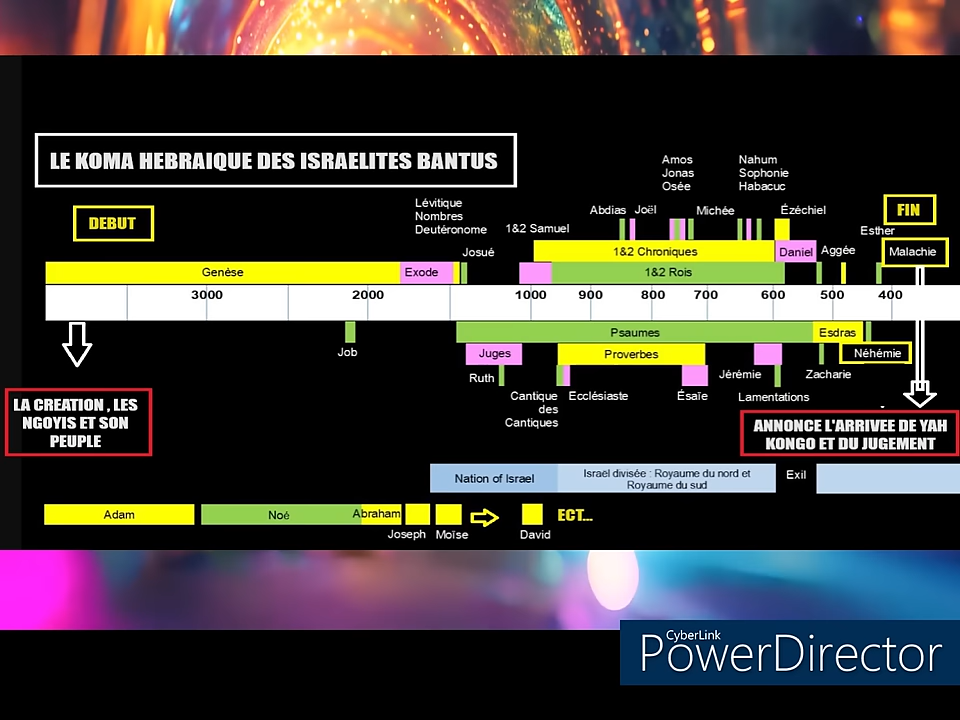 LE KOMA HEBRAIQUE DES ISRAELITES BANTUS
Amos
Jonas
Osée
Nahum
Sophonie
Habacuc
DEBUT
Lévitique
Nombres
Deutéronome
1&2 Samuel
Abdias
Joël
Michée
Ézéchiel
FIN
Esther
Josué
1&2 Chroniques
Daniel
Aggée
Malachie
Genèse
Exode
1&2 Rois
3000
2000
1000
900
800
700
600
500
400
Psaumes
Esdras
Job
Juges
Proverbes
Néhémie
Ruth
Jérémie
Zacharie
Cantique
des
Cantiques
Ecclésiaste
Ésaïe
Lamentations
LA CREATION , LES
NGOYIS ET SON
PEUPLE
ANNONCE L'ARRIVEE DE YAH
KONGO ET DU JUGEMENT
Nation of Israel
Israël divisée : Royaume du nord et
Royaume du sud
Exil
Adam
Noé
Abraham
Joseph
Moïse
David
ECT...
CyberLink
PowerDirector